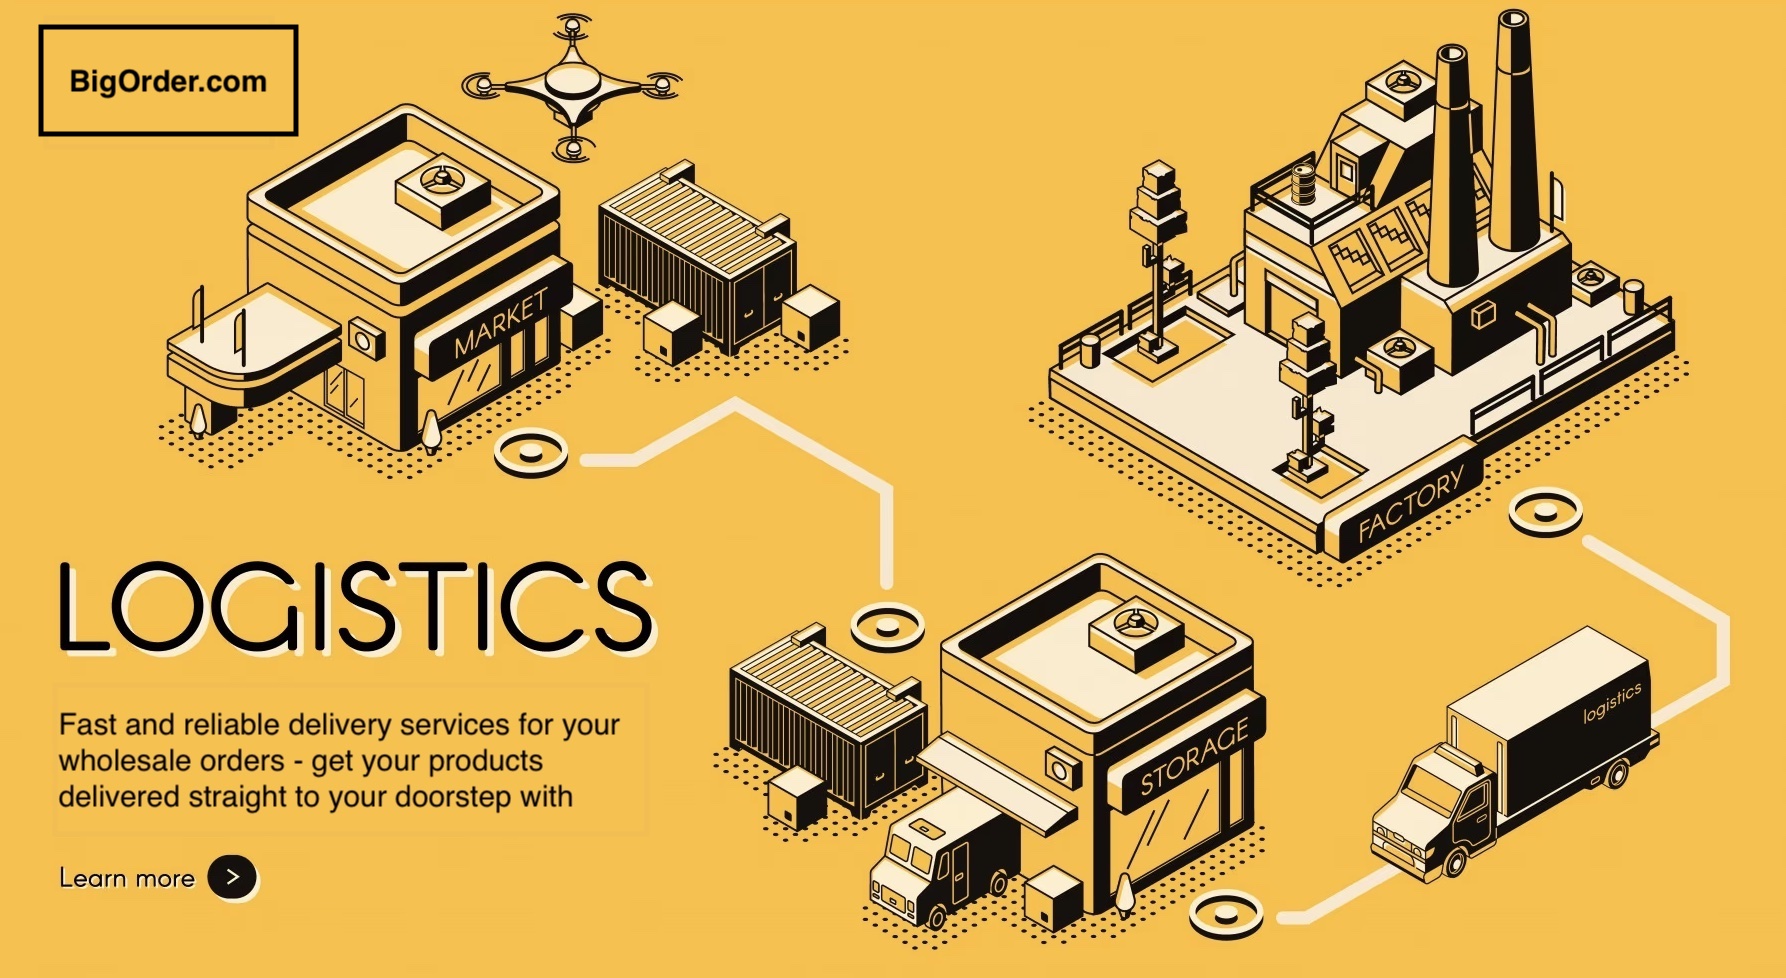 BigOrder.com
MARKET
FACTORY
LOGISTICS
Fast and reliable delivery services for your
wholesale orders - get your products
delivered straight to your doorstep with
Learn more
STORAGE
logistics